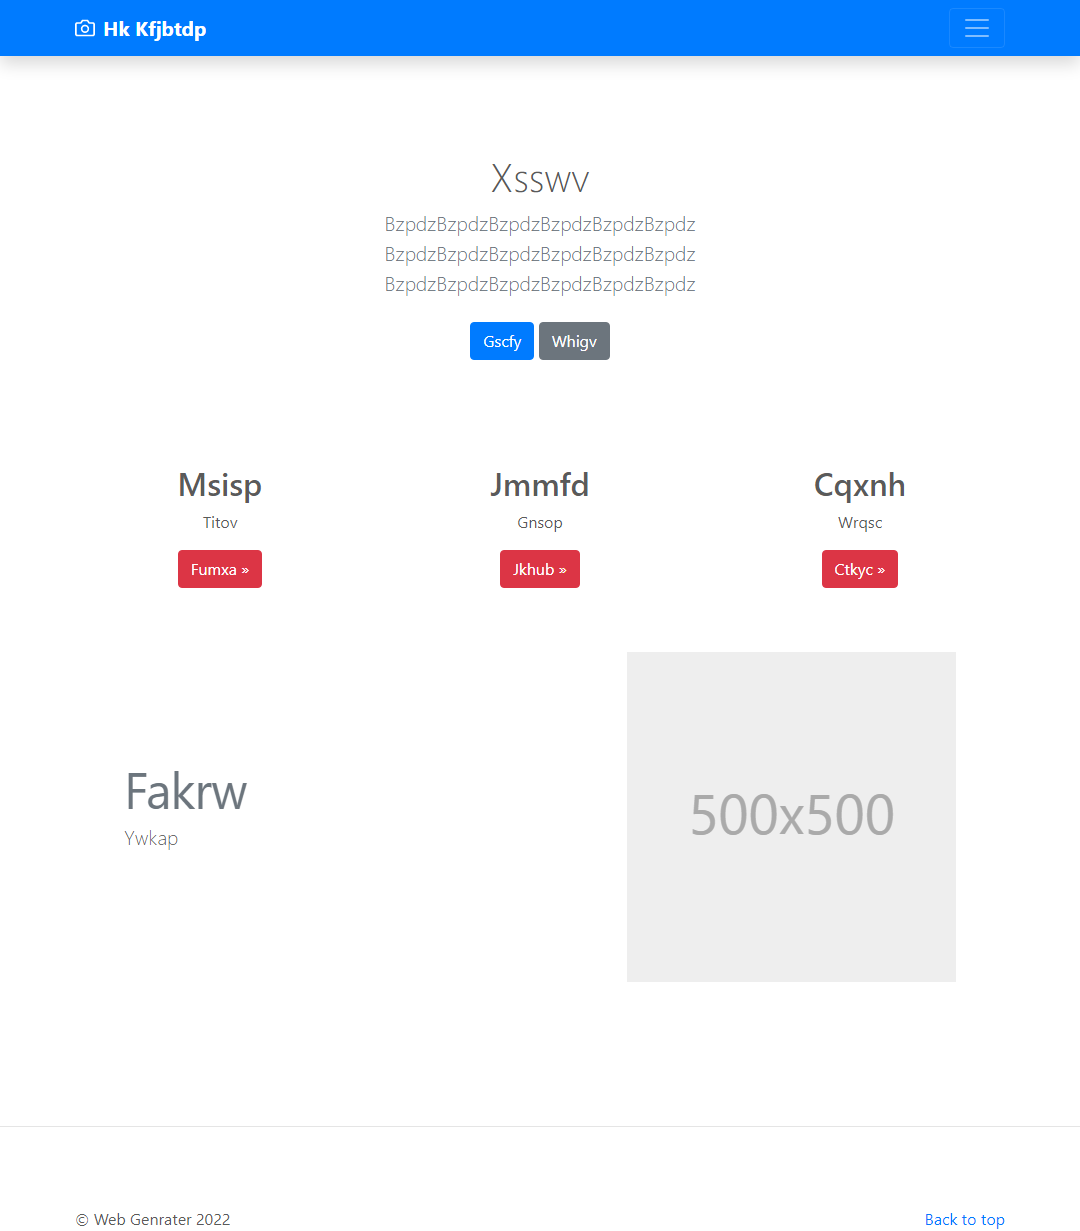 Hk Kfjbtdp
Xsswv
BzpdzBzpdzBzpdzBzpdzBzpdzBzpdz
BzpdzBzpdzBzpdzBzpdzBzpdzBzpdz
BzpdzBzpdzBzpdzBzpdzBzpdzBzpdz
Gscfy Whigv
Msisp Jmmfd Cqxnh
Titov Gnsop Wrqsc
Fumxa » Jkhub » Ctkyc »
Fakrw
Ywkap
500x500
© Web Genrater 2022 Back to top